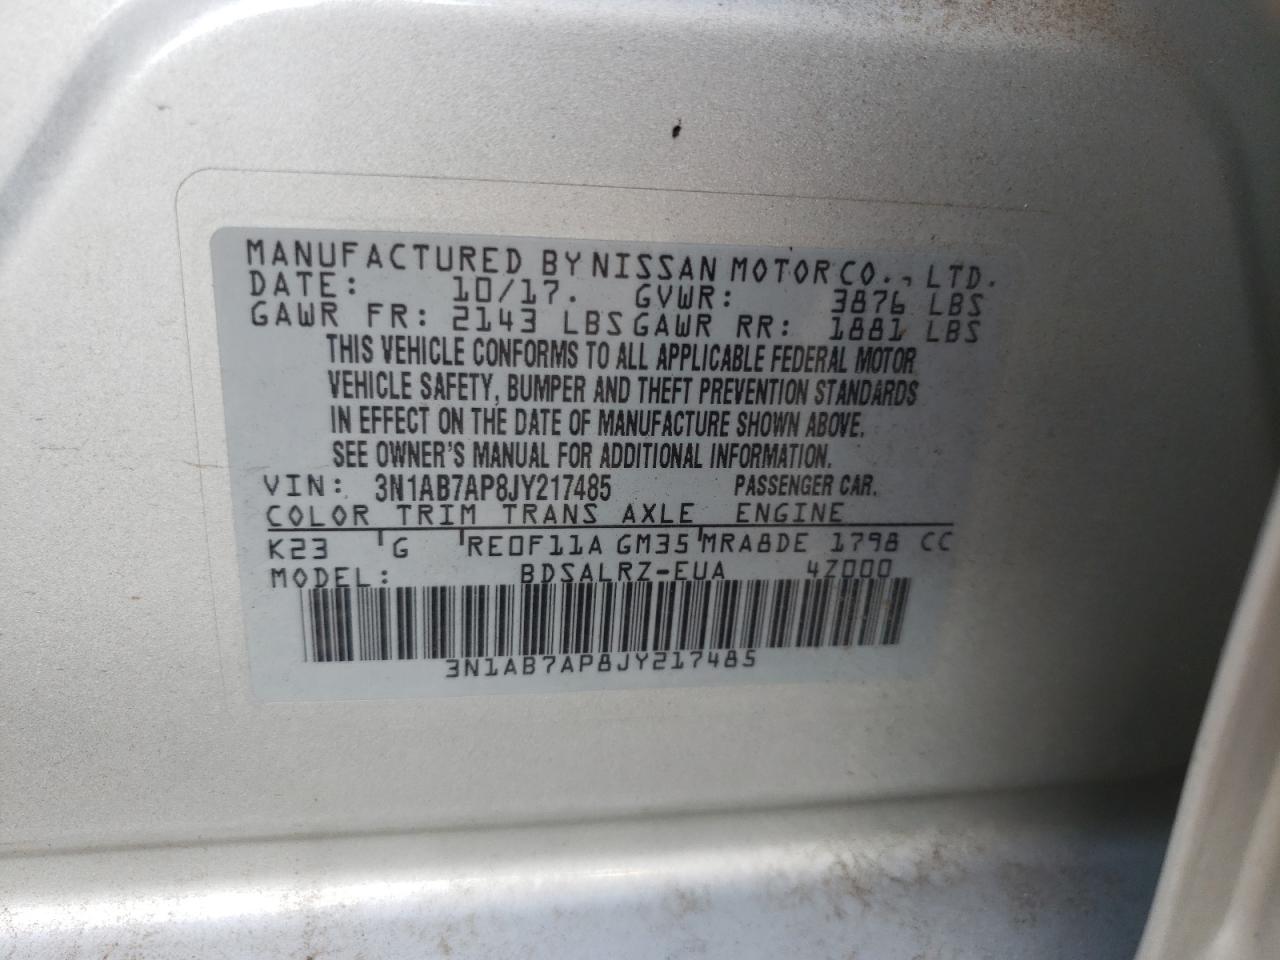 MANUFACTURED BY NISSAN MOTOR CO., LTD.
DATE: 10/17. GVWR: 3876 LBS
GAWR FR: 2143 LBS GAWR RR: 1881 LBS
THIS VEHICLE CONFORMS TO ALL APPLICABLE FEDERAL MOTOR
VEHICLE SAFETY, BUMPER AND THEFT PREVENTION STANDARDS
IN EFFECT ON THE DATE OF MANUFACTURE SHOWN ABOVE.
SEE OWNER'S MANUAL FOR ADDITIONAL INFORMATION.
VIN: 3N1AB7AP8JY217485 PASSENGER CAR.
COLOR TRIM TRANS AXLE ENGINE
K23 G RE0F11A GM35 MRA8DE 1798 CC
MODEL: BDSALRZ-EUA 4Z000
3N1AB7AP8JY217485